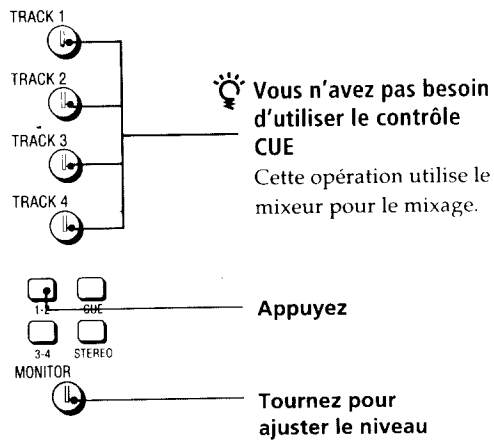 TRACK 1
TRACK 2
TRACK 3
TRACK 4
Vous n'avez pas besoin
d'utiliser le contrôle
CUE
Cette opération utilise le
mixeur pour le mixage.
1-2 CUE
3-4 STEREO
Appuyez
MONITOR
Tournez pour
ajuster le niveau